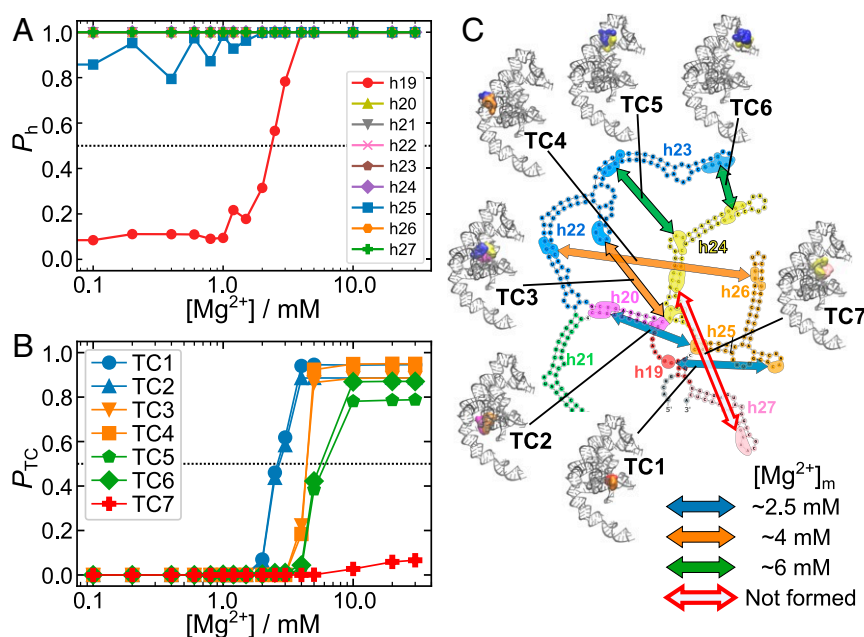 A
1.0
0.8
0.6
0.4
0.2
0.0
P_h
h19
h20
h21
h22
h23
h24
h25
h26
h27
0.1
1.0
10.0
[Mg²⁺] / mM
B
1.0
0.8
0.6
0.4
0.2
0.0
P_TC
TC1
TC2
TC3
TC4
TC5
TC6
TC7
0.1
1.0
10.0
[Mg²⁺] / mM
C
TC5
TC6
TC4
h23
h22
h24
h26
TC3
h20
TC7
h25
h21
h19
h27
5'
3'
TC2
TC1
[Mg²⁺]m
~2.5 mM
~4 mM
~6 mM
Not formed